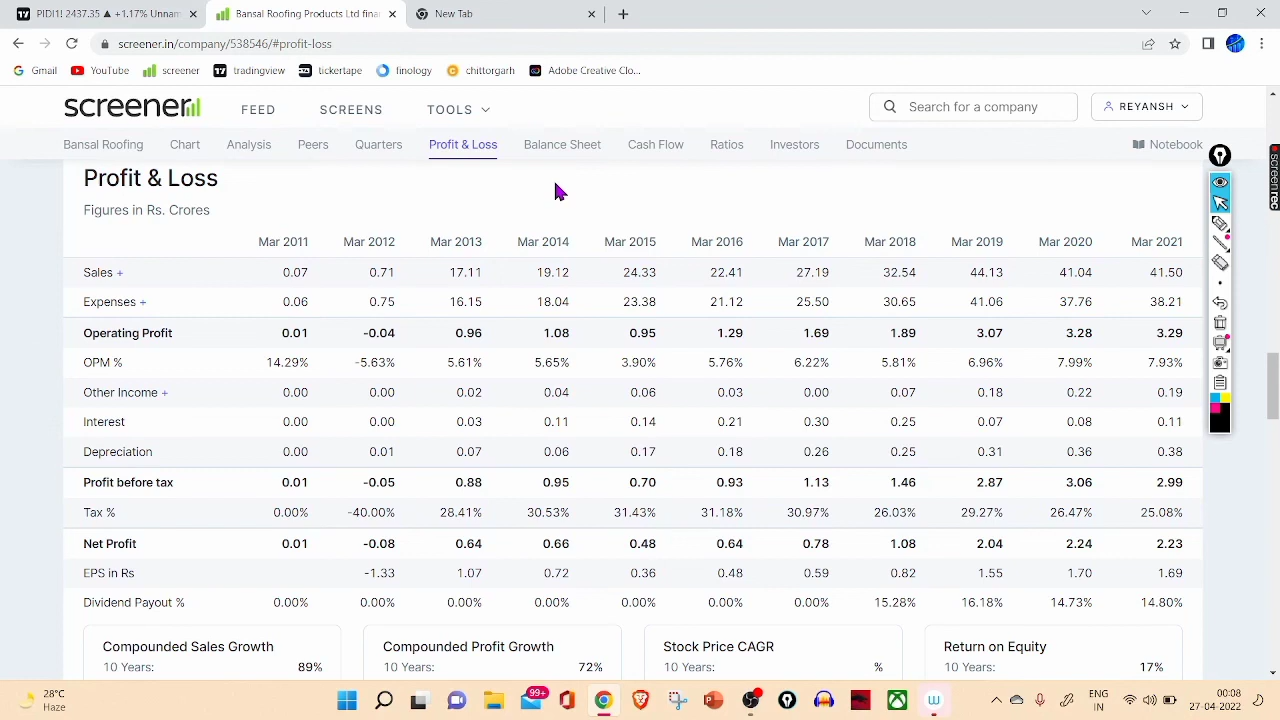 PIDI1! 2437.35 ▲ +1.17% Unnam
Bansal Roofing Products Ltd finar
New Tab
screener.in/company/538546/#profit-loss
Gmail YouTube screener tradingview tickertape finology chittorgarh Adobe Creative Clo...
screener FEED SCREENS TOOLS Search for a company REYANSH
Bansal Roofing Chart Analysis Peers Quarters Profit & Loss Balance Sheet Cash Flow Ratios Investors Documents Notebook
screenrec
Profit & Loss
Figures in Rs. Crores
Mar 2011 Mar 2012 Mar 2013 Mar 2014 Mar 2015 Mar 2016 Mar 2017 Mar 2018 Mar 2019 Mar 2020 Mar 2021
Sales + 0.07 0.71 17.11 19.12 24.33 22.41 27.19 32.54 44.13 41.04 41.50
Expenses + 0.06 0.75 16.15 18.04 23.38 21.12 25.50 30.65 41.06 37.76 38.21
Operating Profit 0.01 -0.04 0.96 1.08 0.95 1.29 1.69 1.89 3.07 3.28 3.29
OPM % 14.29% -5.63% 5.61% 5.65% 3.90% 5.76% 6.22% 5.81% 6.96% 7.99% 7.93%
Other Income + 0.00 0.00 0.02 0.04 0.06 0.03 0.00 0.07 0.18 0.22 0.19
Interest 0.00 0.00 0.03 0.11 0.14 0.21 0.30 0.25 0.07 0.08 0.11
Depreciation 0.00 0.01 0.07 0.06 0.17 0.18 0.26 0.25 0.31 0.36 0.38
Profit before tax 0.01 -0.05 0.88 0.95 0.70 0.93 1.13 1.46 2.87 3.06 2.99
Tax % 0.00% -40.00% 28.41% 30.53% 31.43% 31.18% 30.97% 26.03% 29.27% 26.47% 25.08%
Net Profit 0.01 -0.08 0.64 0.66 0.48 0.64 0.78 1.08 2.04 2.24 2.23
EPS in Rs -1.33 1.07 0.72 0.36 0.48 0.59 0.82 1.55 1.70 1.69
Dividend Payout % 0.00% 0.00% 0.00% 0.00% 0.00% 0.00% 0.00% 15.28% 16.18% 14.73% 14.80%
Compounded Sales Growth Compounded Profit Growth Stock Price CAGR Return on Equity
10 Years: 89% 10 Years: 72% 10 Years: % 10 Years: 17%
28°C
Haze
99+
ENG
IN
00:08
27-04-2022